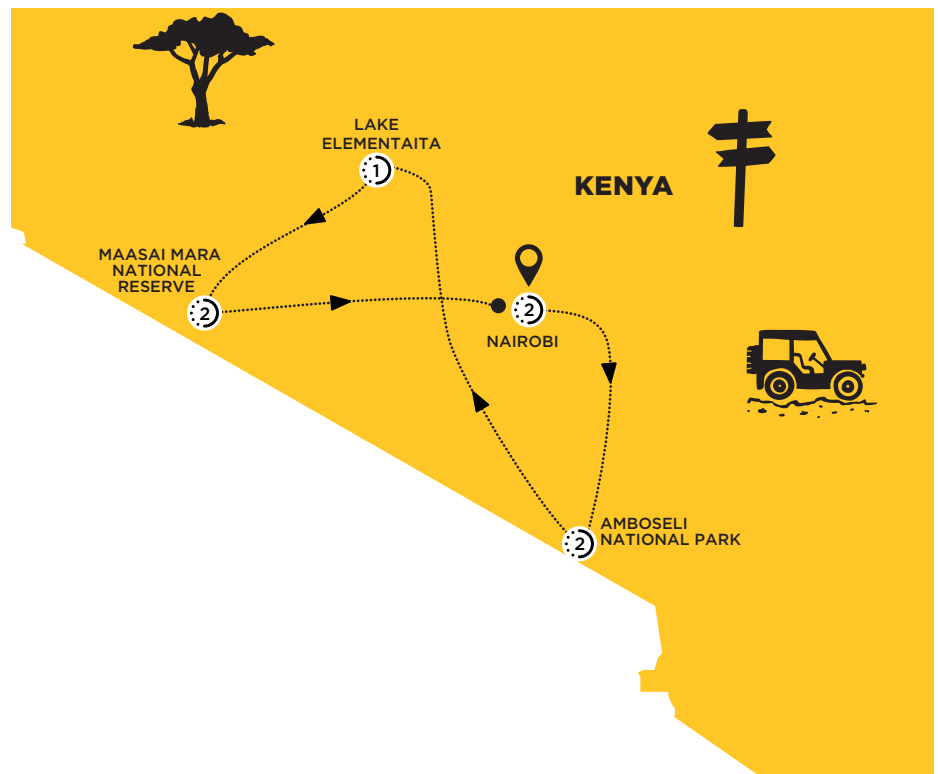 LAKE
ELEMENTAITA
1
KENYA
MAASAI MARA
NATIONAL
RESERVE
2
2
NAIROBI
2
AMBOSELI
NATIONAL PARK